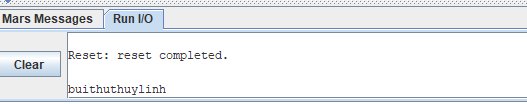 Mars Messages Run I/O
Reset: reset completed.
Clear
buithuthuylinh